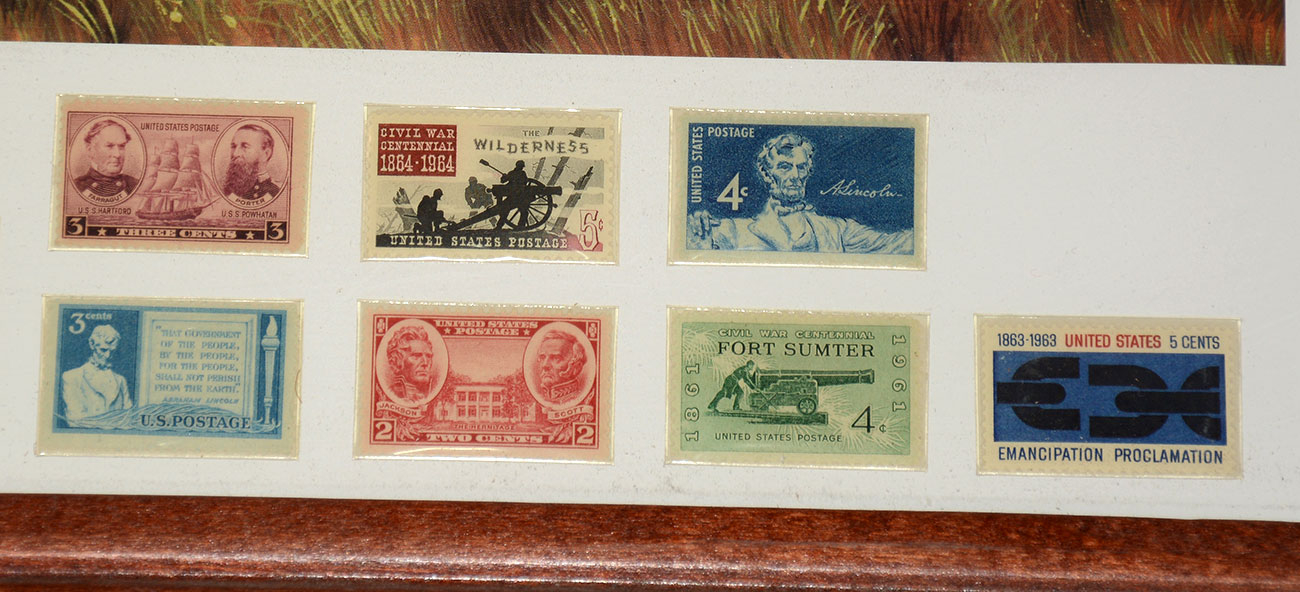 UNITED STATES POSTAGE
FARRAGUT
PORTER
U·S·S·HARTFORD
U·S·S·POWHATAN
3 ★ THREE CENTS ★ 3
CIVIL WAR
CENTENNIAL
1864·1964
THE
WILDERNESS
UNITED STATES POSTAGE
5¢
UNITED STATES
POSTAGE
4c
A. Lincoln
3 cents
"THAT GOVERNMENT
OF THE PEOPLE,
BY THE PEOPLE,
FOR THE PEOPLE,
SHALL NOT PERISH
FROM THE EARTH."
ABRAHAM LINCOLN
U.S.POSTAGE
UNITED STATES
POSTAGE
JACKSON
SCOTT
THE HERMITAGE
2 TWO CENTS 2
CIVIL WAR CENTENNIAL
FORT SUMTER
1861
1961
4¢
UNITED STATES POSTAGE
1863-1963 UNITED STATES 5 CENTS
EMANCIPATION PROCLAMATION